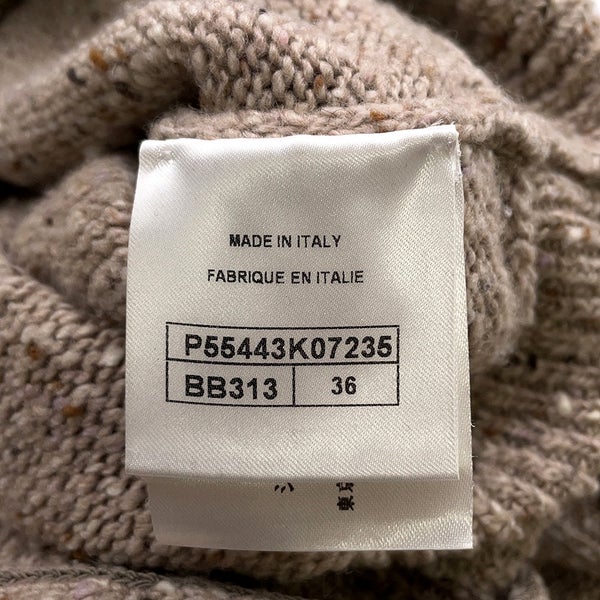 MADE IN ITALY
FABRIQUE EN ITALIE
P55443K07235
BB313 36